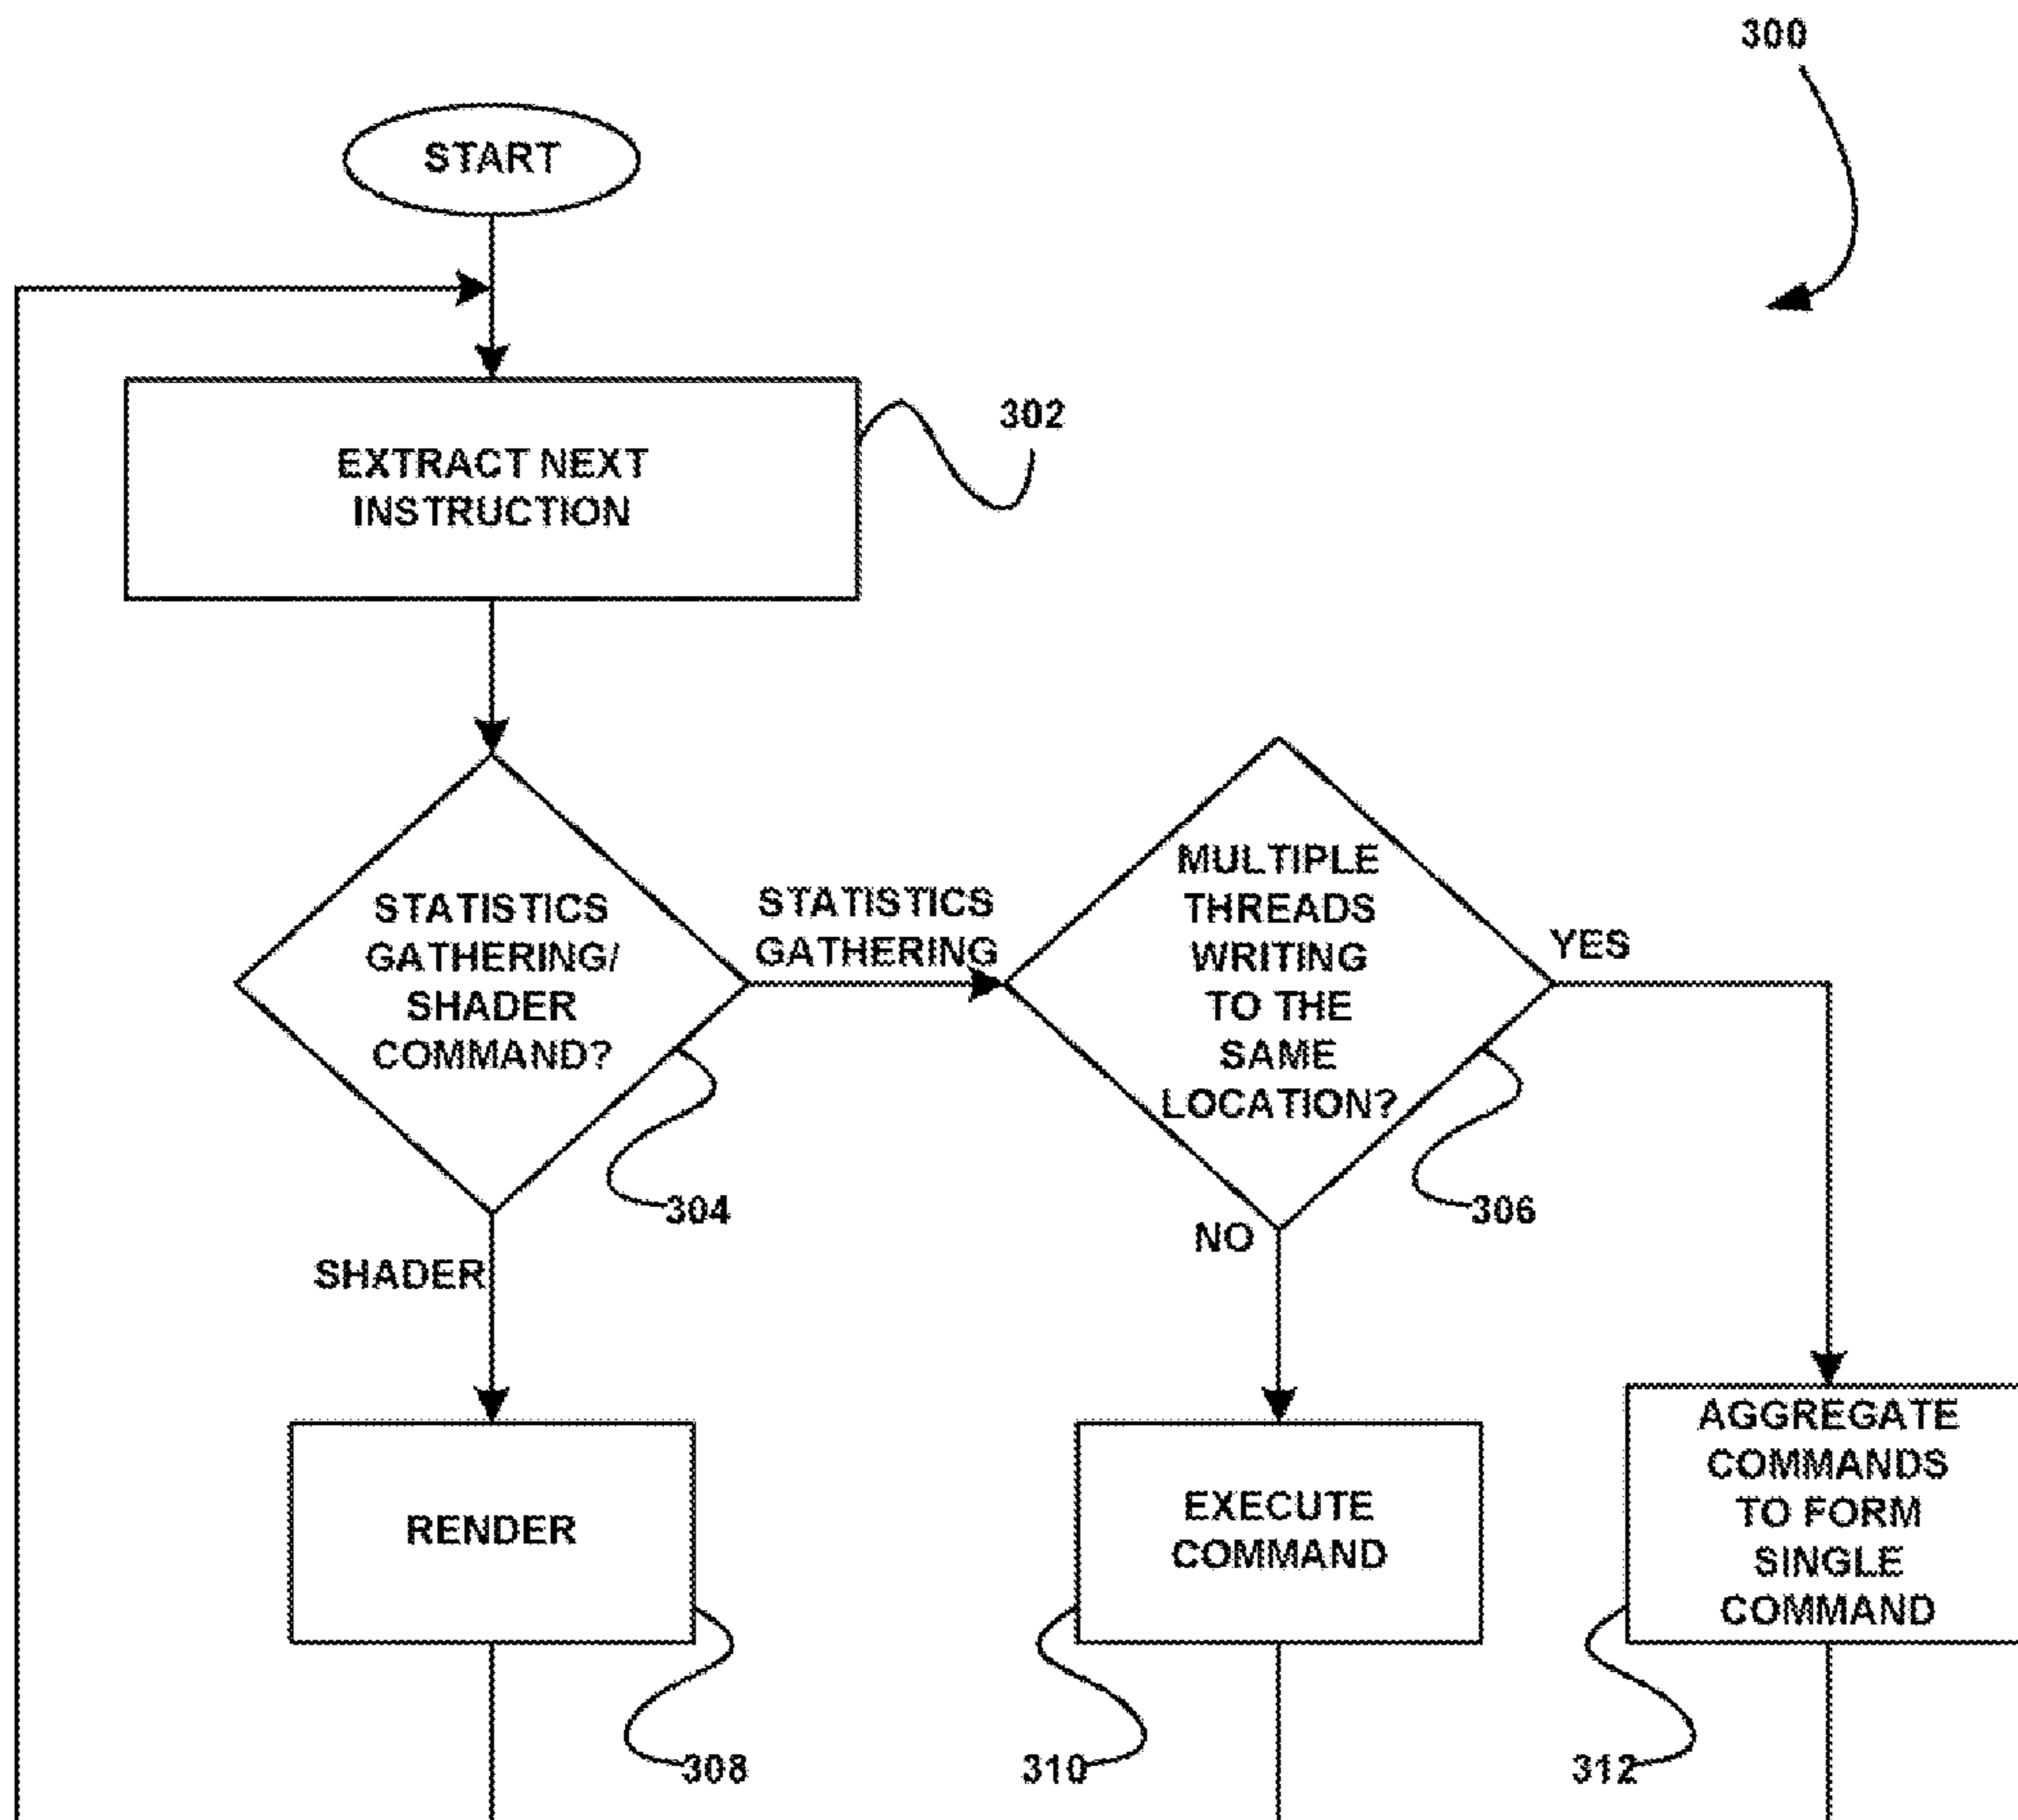 300
START
302
EXTRACT NEXT
INSTRUCTION
STATISTICS
GATHERING/
SHADER
COMMAND?
304
STATISTICS
GATHERING
MULTIPLE
THREADS
WRITING
TO THE
SAME
LOCATION?
306
YES
SHADER
NO
RENDER
308
EXECUTE
COMMAND
310
AGGREGATE
COMMANDS
TO FORM
SINGLE
COMMAND
312